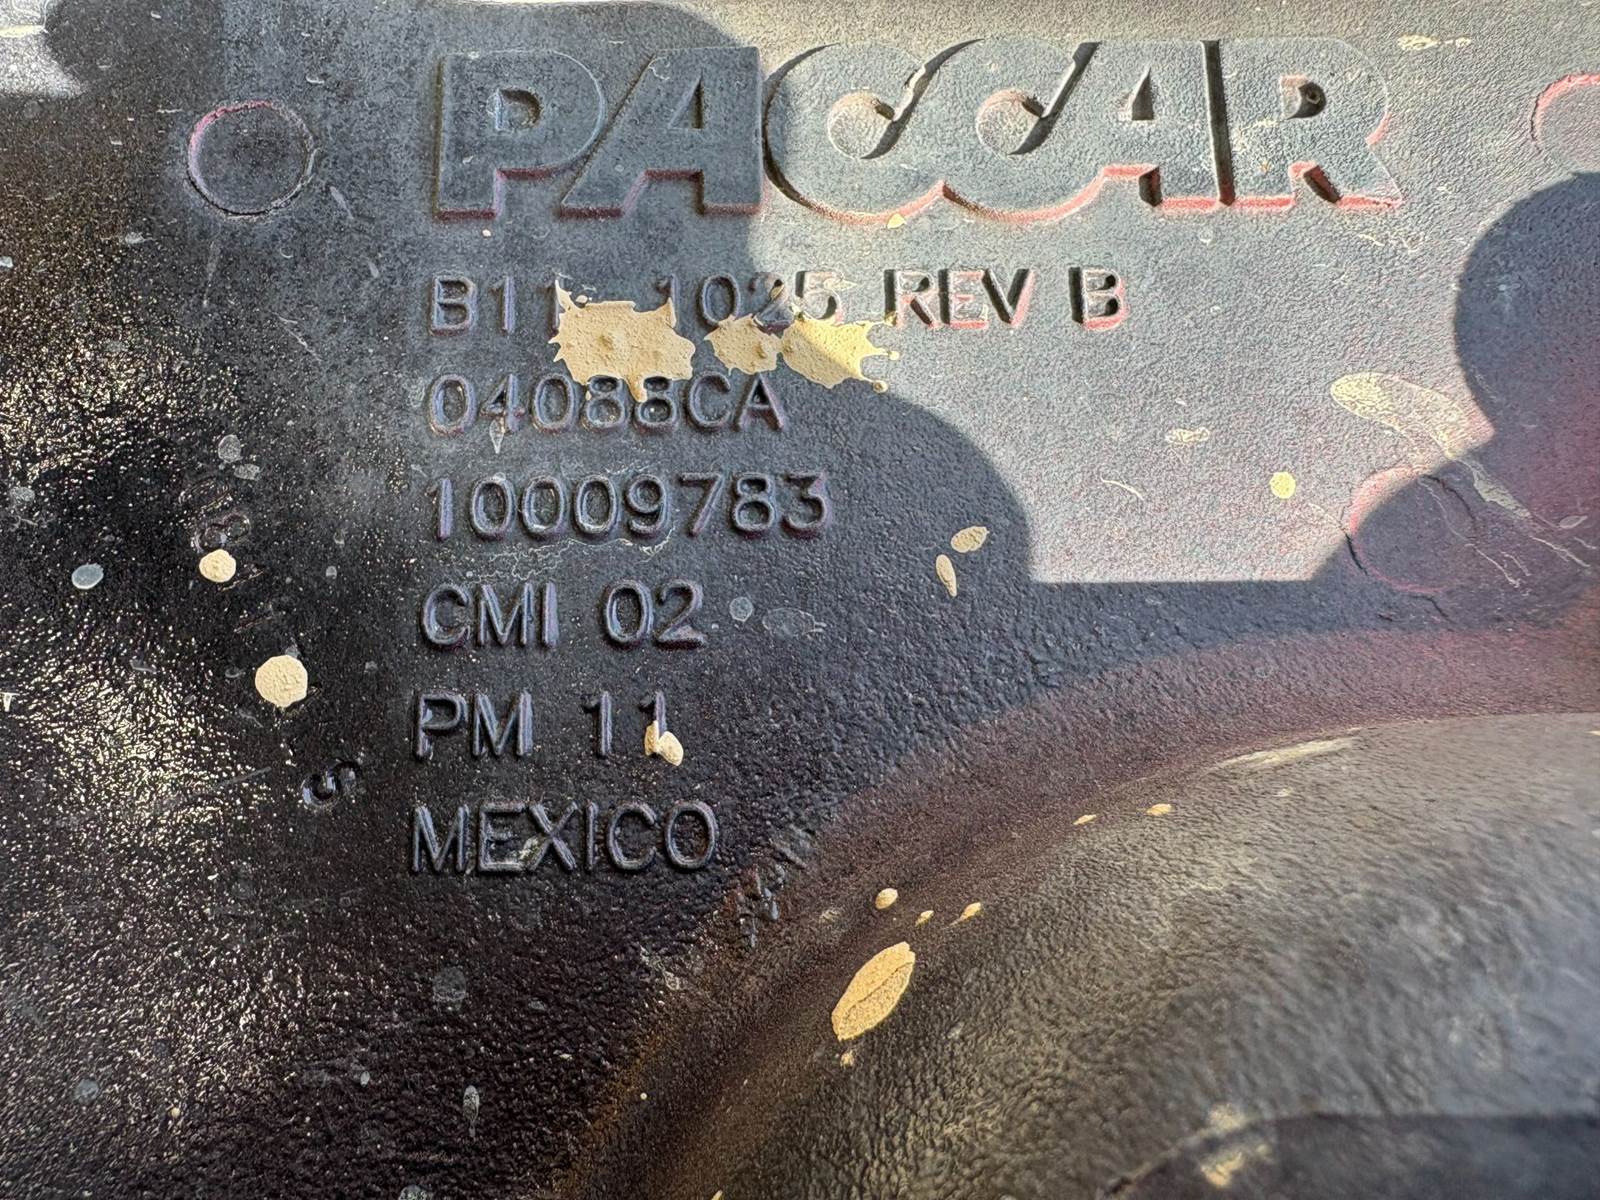 PACCAR
REV B
04088CA
10009783
CMI 02
PM 11
MEXICO
S